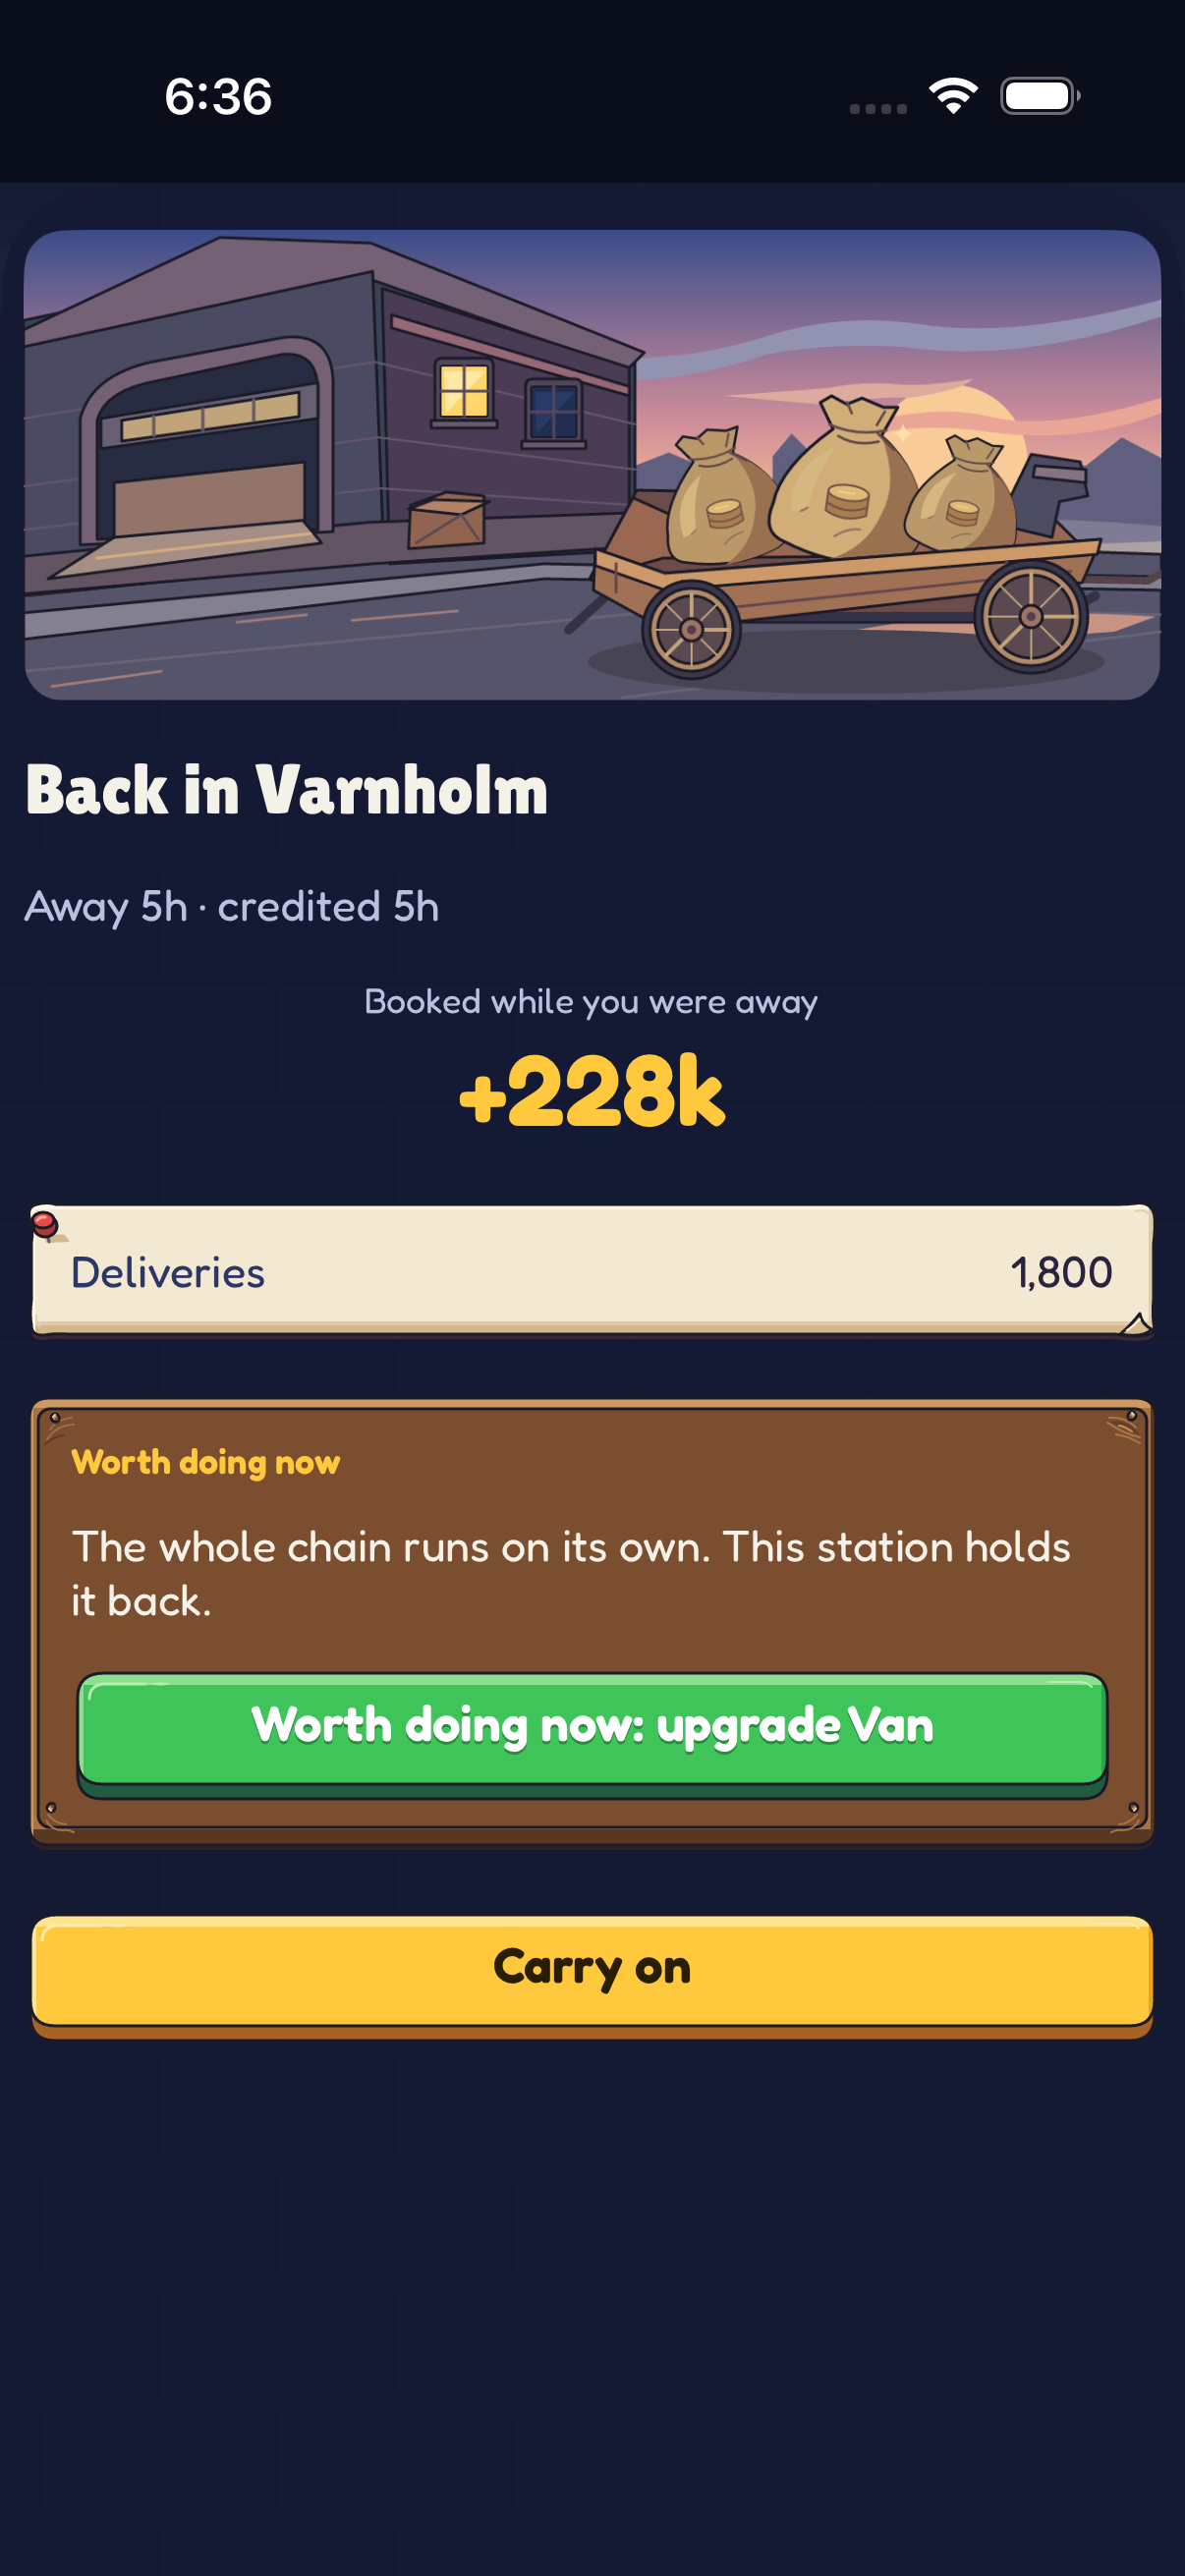 6:36
Back in Varnholm
Away 5h · credited 5h
Booked while you were away
+228k
Deliveries 1,800
Worth doing now
The whole chain runs on its own. This station holds
it back.
Worth doing now: upgrade Van
Carry on